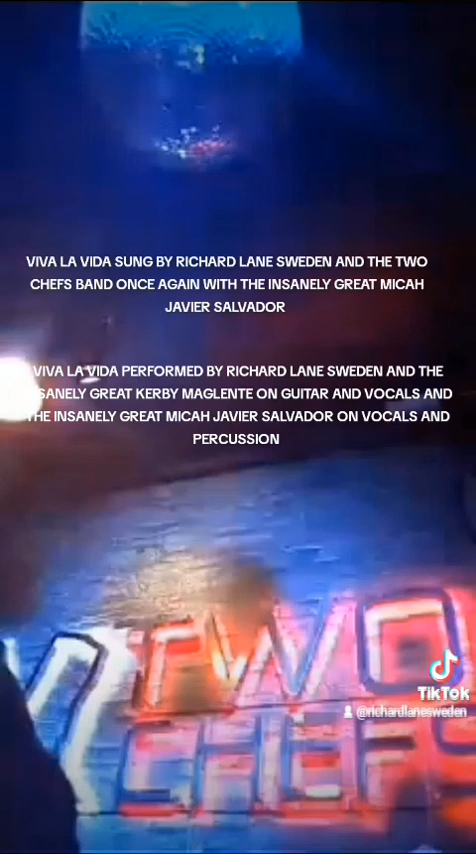 VIVA LA VIDA SUNG BY RICHARD LANE SWEDEN AND THE TWO
CHEFS BAND ONCE AGAIN WITH THE INSANELY GREAT MICAH
JAVIER SALVADOR
VIVA LA VIDA PERFORMED BY RICHARD LANE SWEDEN AND THE
INSANELY GREAT KERBY MAGLENTE ON GUITAR AND VOCALS AND
THE INSANELY GREAT MICAH JAVIER SALVADOR ON VOCALS AND
PERCUSSION
TWO
CHEFS
TikTok
@richardlanesweden